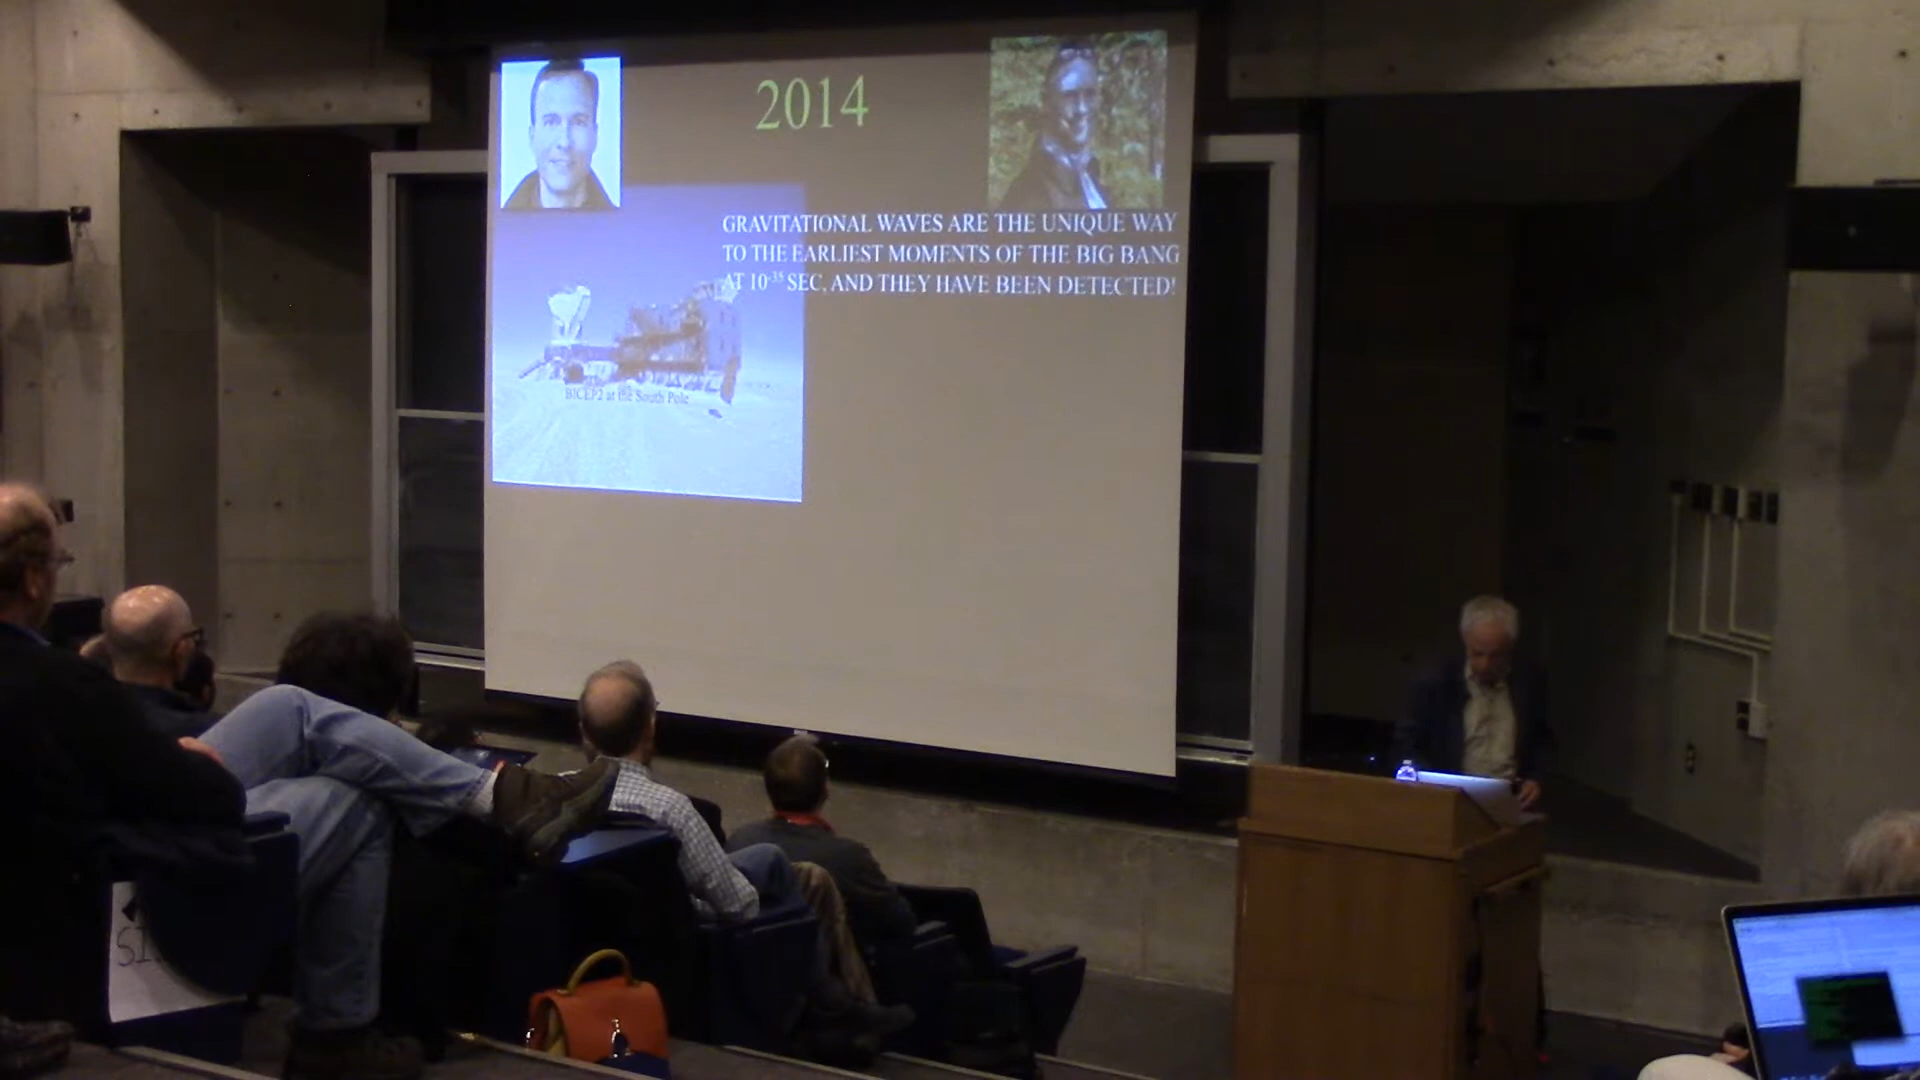 2014
GRAVITATIONAL WAVES ARE THE UNIQUE WAY
TO THE EARLIEST MOMENTS OF THE BIG BANG
AT 10⁻³⁵ SEC, AND THEY HAVE BEEN DETECTED!
BICEP2 at the South Pole